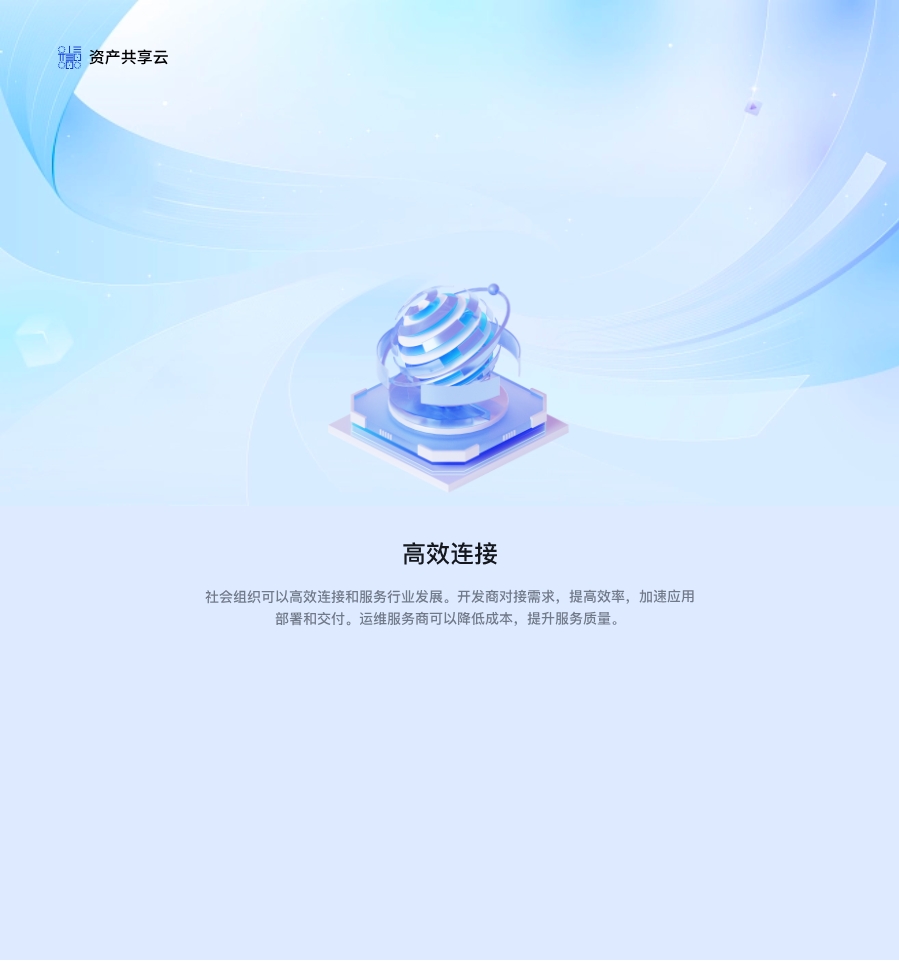 资产共享云
高效连接
社会组织可以高效连接和服务行业发展。开发商对接需求，提高效率，加速应用
部署和交付。运维服务商可以降低成本，提升服务质量。